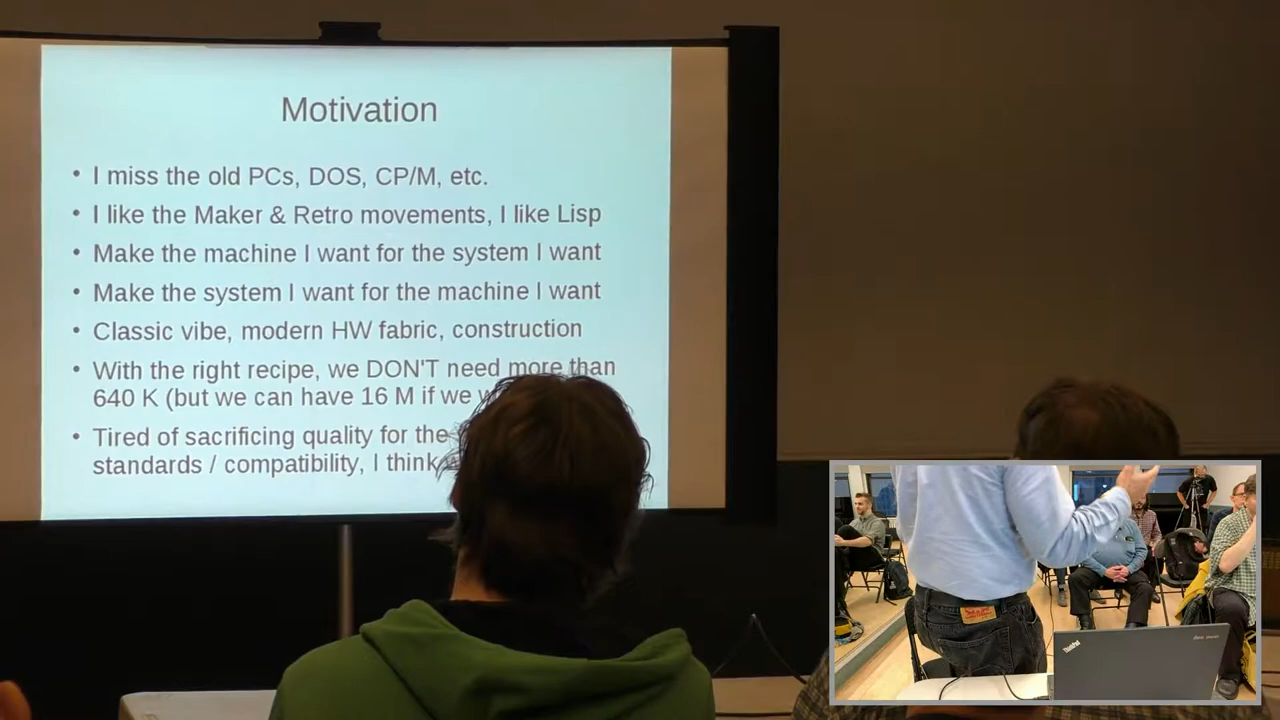 Motivation
• I miss the old PCs, DOS, CP/M, etc.
• I like the Maker & Retro movements, I like Lisp
• Make the machine I want for the system I want
• Make the system I want for the machine I want
• Classic vibe, modern HW fabric, construction
• With the right recipe, we DON'T need more than
640 K (but we can have 16 M if we
• Tired of sacrificing quality for the
standards / compatibility, I think
ThinkPad